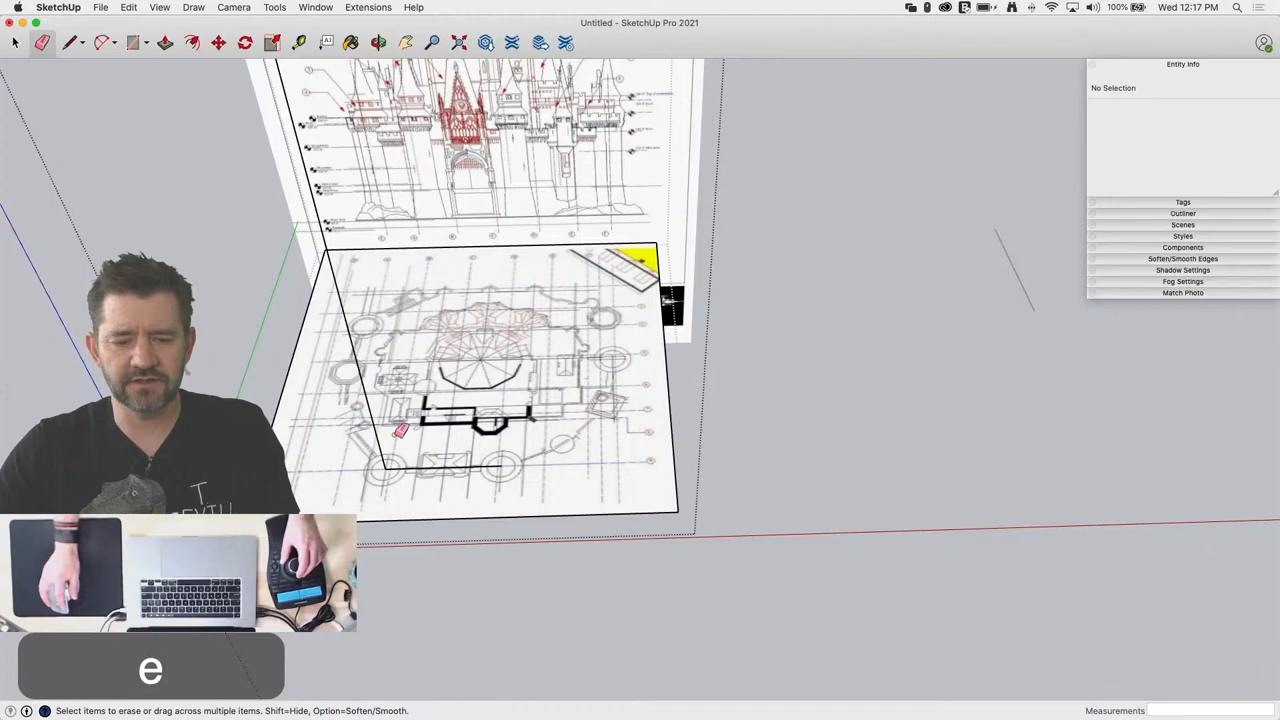 SketchUp File Edit View Draw Camera Tools Window Extensions Help 100% Wed 12:17 PM
Untitled - SketchUp Pro 2021
A1
Entity Info
No Selection
Tags
Outliner
Scenes
Styles
Components
Soften/Smooth Edges
Shadow Settings
Fog Settings
Match Photo
e
Select items to erase or drag across multiple items. Shift=Hide, Option=Soften/Smooth.
Measurements